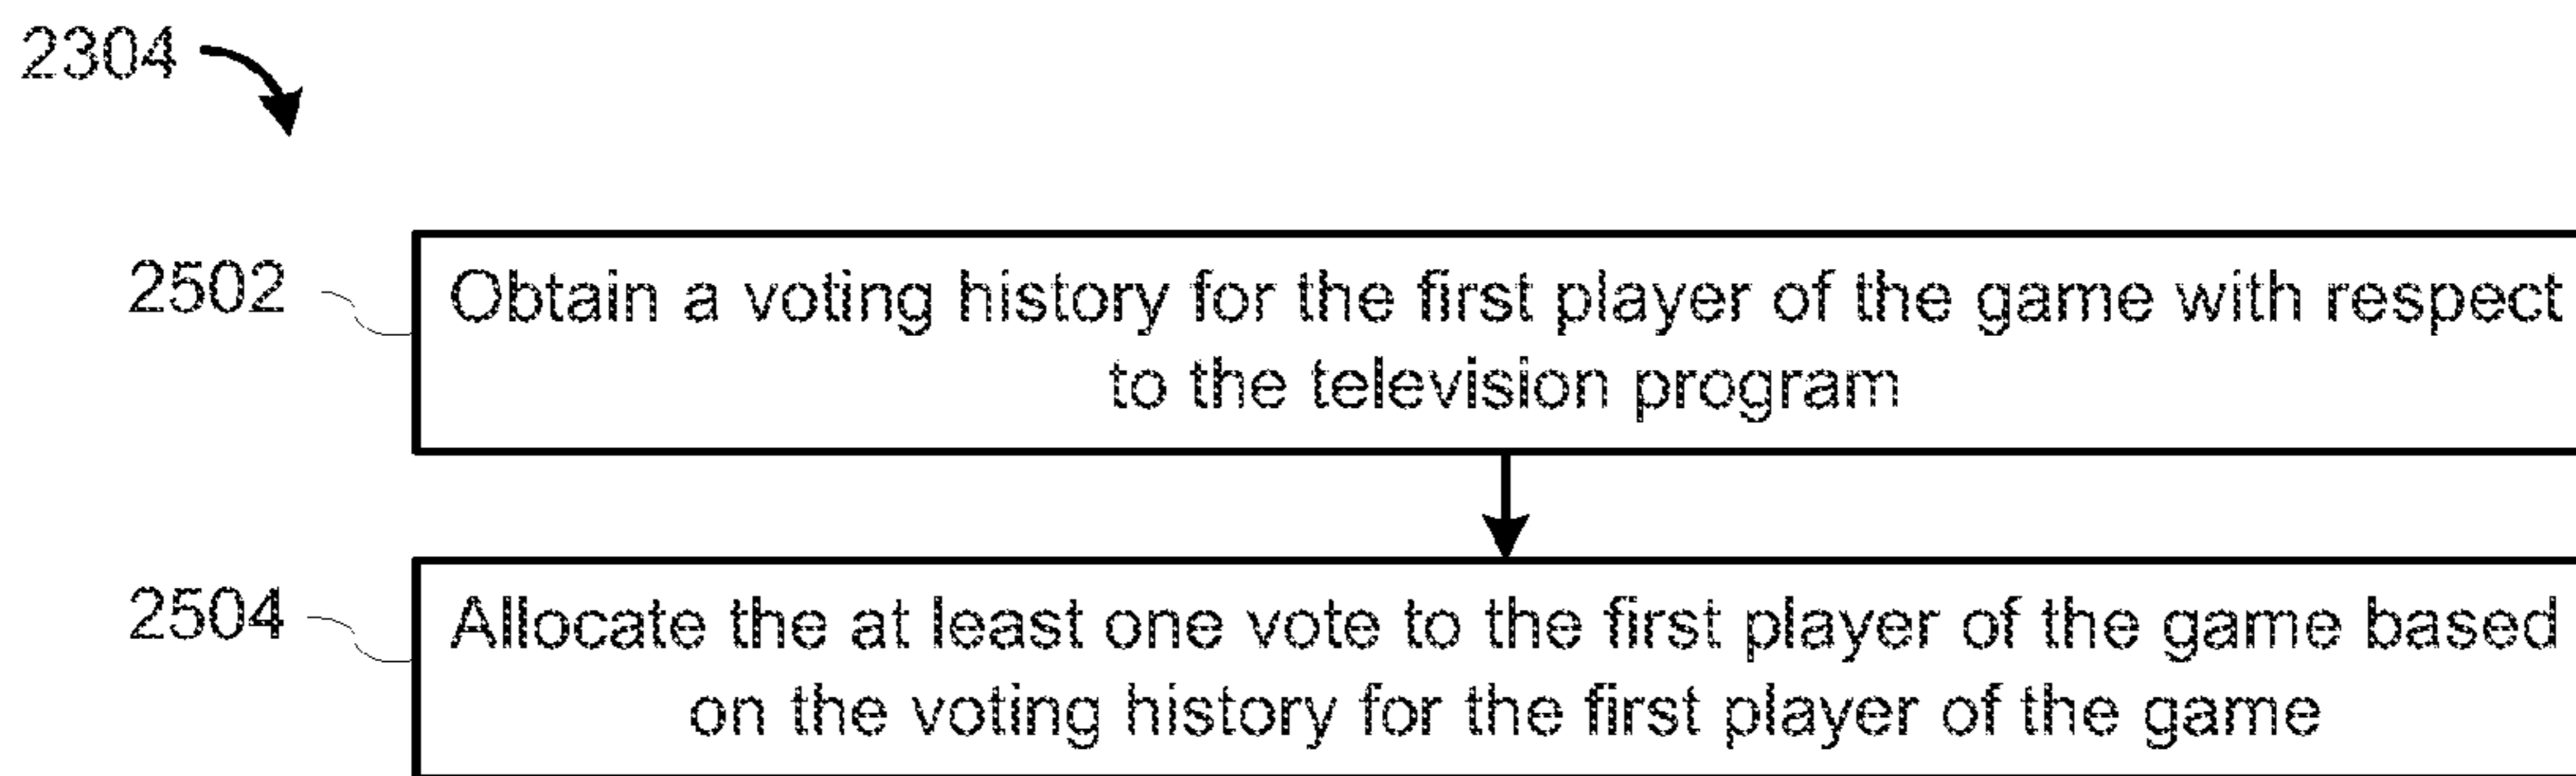 2304
2502
Obtain a voting history for the first player of the game with respect
to the television program
2504
Allocate the at least one vote to the first player of the game based
on the voting history for the first player of the game